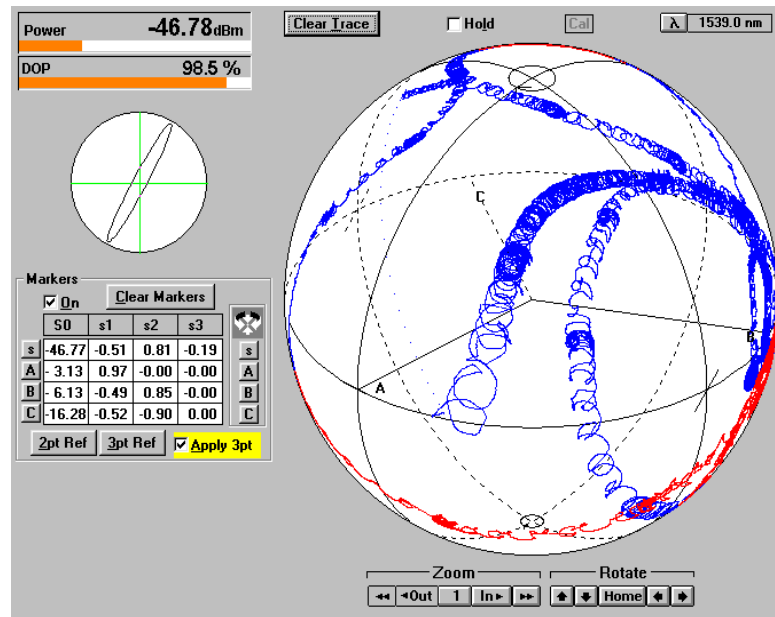 Power -46.78dBm
Clear Trace
Hold
Cal
λ 1539.0 nm
DOP 98.5 %
C
A
B
Markers
On
Clear Markers
S0 s1 s2 s3
s -46.77 -0.51 0.81 -0.19 s
A - 3.13 0.97 -0.00 -0.00 A
B - 6.13 -0.49 0.85 -0.00 B
C -16.28 -0.52 -0.90 0.00 C
2pt Ref 3pt Ref Apply 3pt
Zoom Rotate
Out 1 In Home